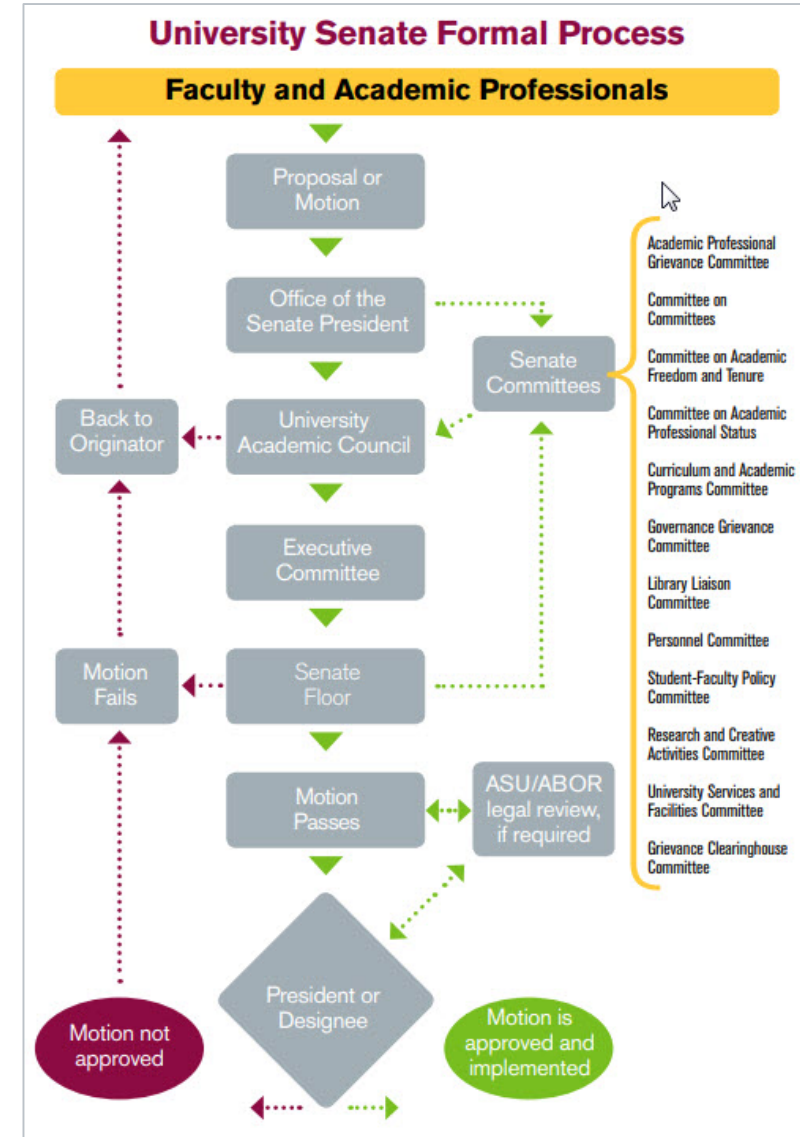 University Senate Formal Process
Faculty and Academic Professionals
Proposal or
Motion
Office of the
Senate President
Senate
Committees
Back to
Originator
University
Academic Council
Executive
Committee
Motion
Fails
Senate
Floor
Motion
Passes
ASU/ABOR
legal review,
if required
President or
Designee
Motion not
approved
Motion is
approved and
implemented
Academic Professional
Grievance Committee
Committee on
Committees
Committee on Academic
Freedom and Tenure
Committee on Academic
Professional Status
Curriculum and Academic
Programs Committee
Governance Grievance
Committee
Library Liaison
Committee
Personnel Committee
Student-Faculty Policy
Committee
Research and Creative
Activities Committee
University Services and
Facilities Committee
Grievance Clearinghouse
Committee